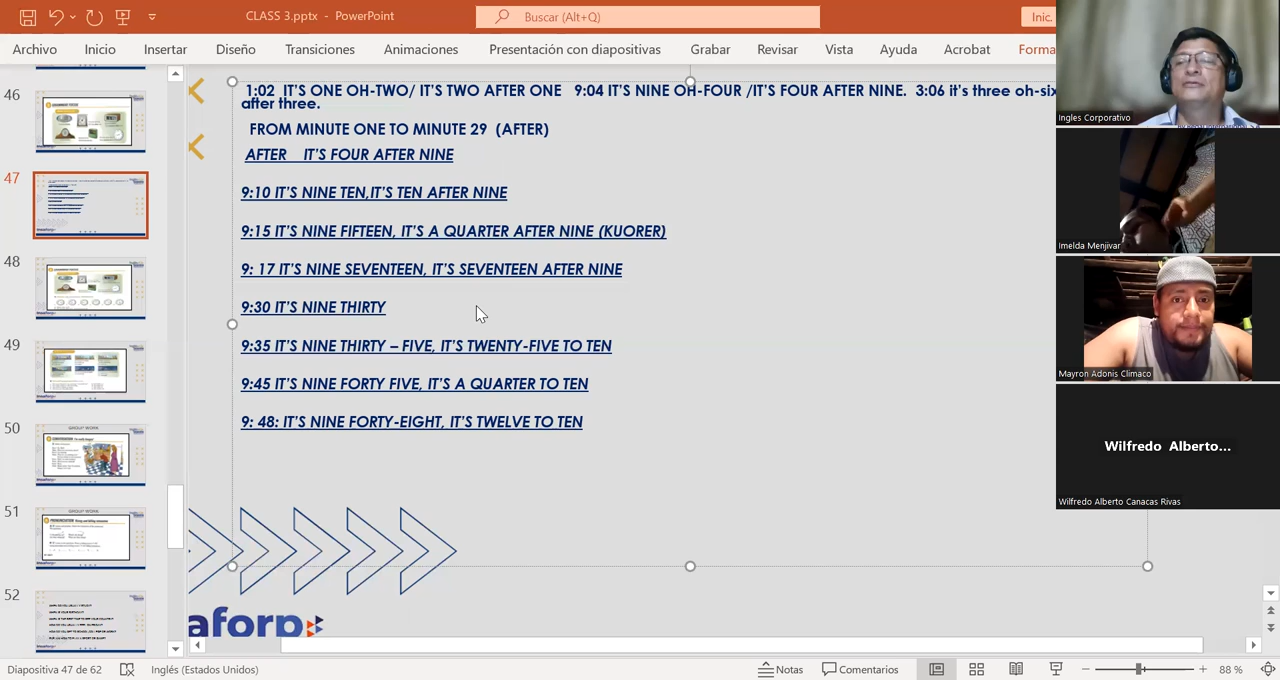 CLASS 3.pptx - PowerPoint
Buscar (Alt+Q)
Inic.
Archivo Inicio Insertar Diseño Transiciones Animaciones Presentación con diapositivas Grabar Revisar Vista Ayuda Acrobat Forma
46
47
48
49
50
GROUP WORK
51
GROUP WORK
52
1:02 IT'S ONE OH-TWO/ IT'S TWO AFTER ONE 9:04 IT'S NINE OH-FOUR /IT'S FOUR AFTER NINE. 3:06 it's three oh-six
after three.
FROM MINUTE ONE TO MINUTE 29 (AFTER)
AFTER IT'S FOUR AFTER NINE
9:10 IT'S NINE TEN,IT'S TEN AFTER NINE
9:15 IT'S NINE FIFTEEN, IT'S A QUARTER AFTER NINE (KUORER)
9: 17 IT'S NINE SEVENTEEN, IT'S SEVENTEEN AFTER NINE
9:30 IT'S NINE THIRTY
9:35 IT'S NINE THIRTY – FIVE, IT'S TWENTY-FIVE TO TEN
9:45 IT'S NINE FORTY FIVE, IT'S A QUARTER TO TEN
9: 48: IT'S NINE FORTY-EIGHT, IT'S TWELVE TO TEN
aforp
Ingles Corporativo
Imelda Menjivar
Mayron Adonis Climaco
Wilfredo Alberto...
Wilfredo Alberto Canacas Rivas
Diapositiva 47 de 62 Inglés (Estados Unidos) Notas Comentarios 88 %